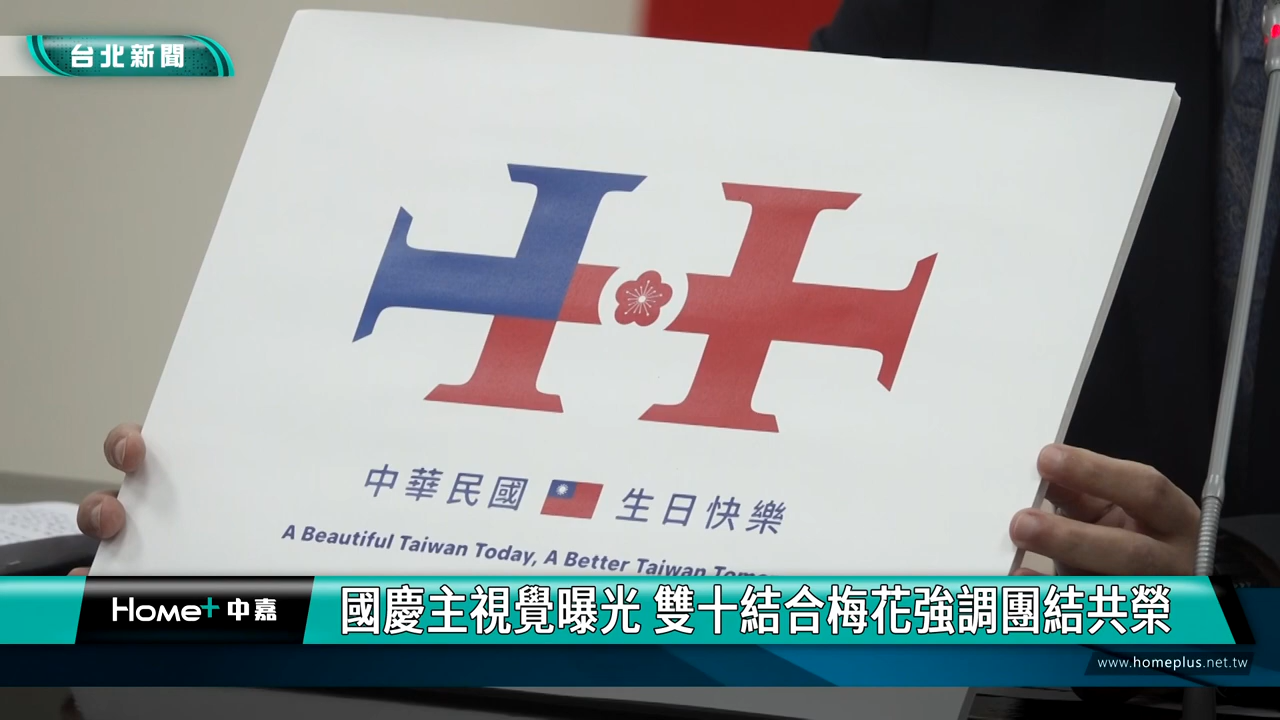 台北新聞
中華民國 生日快樂
A Beautiful Taiwan Today, A Better Taiwan
Home+ 中嘉
國慶主視覺曝光 雙十結合梅花強調團結共榮
www.homeplus.net.tw